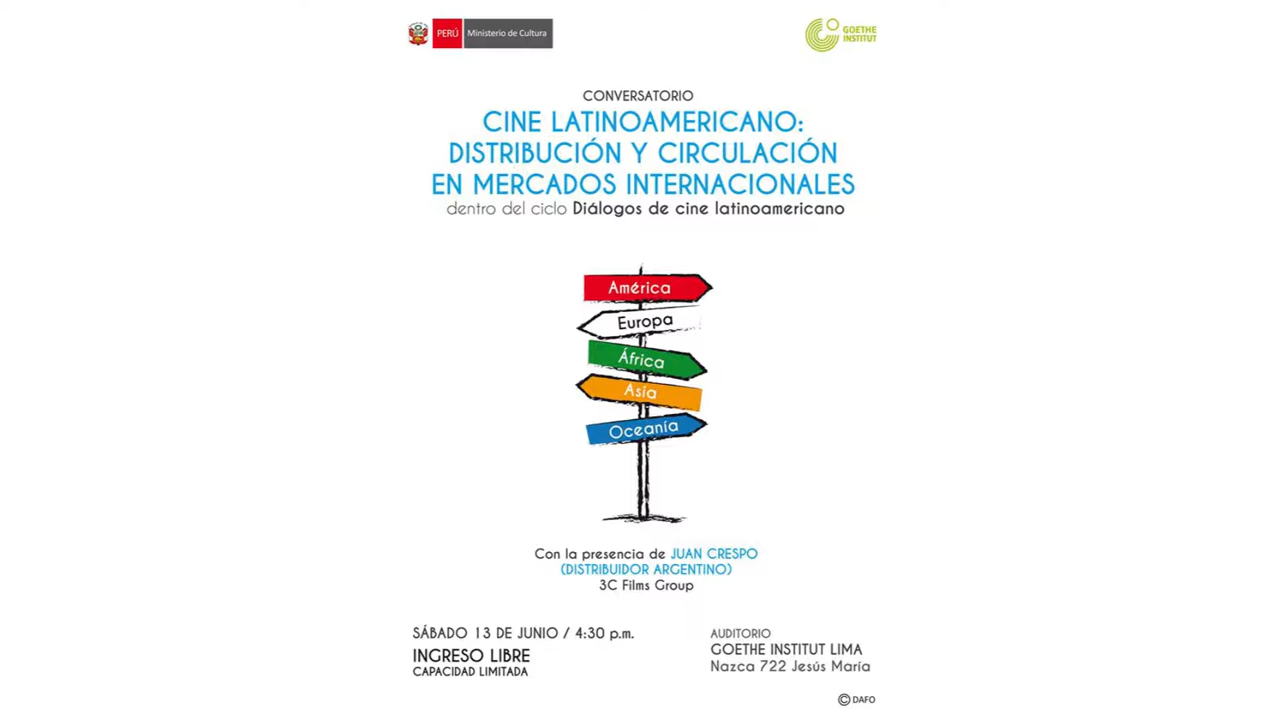 PERÚ Ministerio de Cultura
GOETHE
INSTITUT
CONVERSATORIO
CINE LATINOAMERICANO:
DISTRIBUCIÓN Y CIRCULACIÓN
EN MERCADOS INTERNACIONALES
dentro del ciclo Diálogos de cine latinoamericano
América
Europa
África
Asía
Oceanía
Con la presencia de JUAN CRESPO
(DISTRIBUIDOR ARGENTINO)
3C Films Group
SÁBADO 13 DE JUNIO / 4:30 p.m.
INGRESO LIBRE
CAPACIDAD LIMITADA
AUDITORIO
GOETHE INSTITUT LIMA
Nazca 722 Jesús María
© DAFO